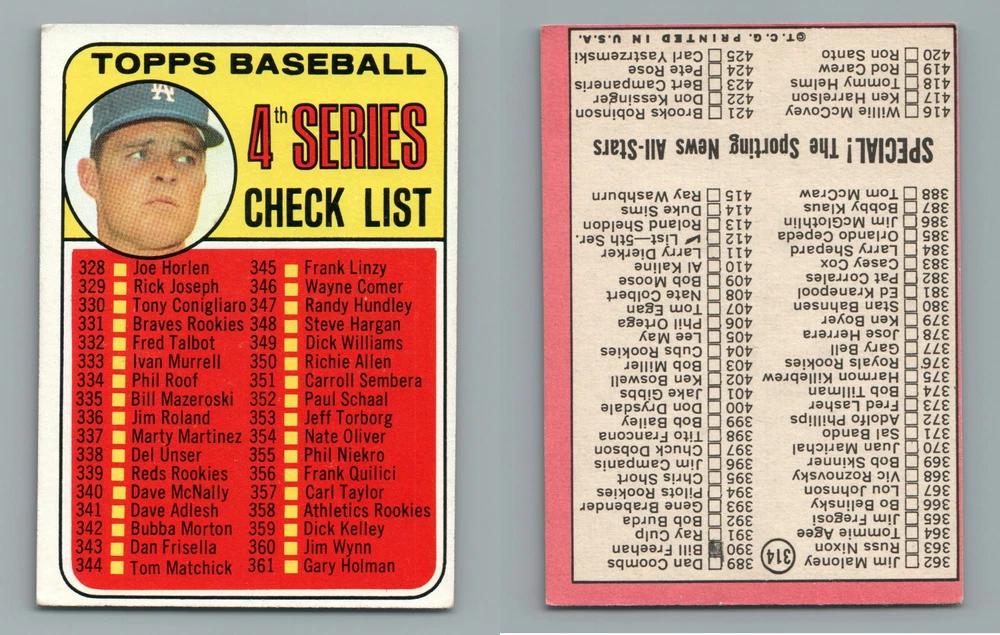 TOPPS BASEBALL
LA
4th SERIES
CHECK LIST
328 Joe Horlen 345 Frank Linzy
329 Rick Joseph 346 Wayne Comer
330 Tony Conigliaro 347 Randy Hundley
331 Braves Rookies 348 Steve Hargan
332 Fred Talbot 349 Dick Williams
333 Ivan Murrell 350 Richie Allen
334 Phil Roof 351 Carroll Sembera
335 Bill Mazeroski 352 Paul Schaal
336 Jim Roland 353 Jeff Torborg
337 Marty Martinez 354 Nate Oliver
338 Del Unser 355 Phil Niekro
339 Reds Rookies 356 Frank Quilici
340 Dave McNally 357 Carl Taylor
341 Dave Adlesh 358 Athletics Rookies
342 Bubba Morton 359 Dick Kelley
343 Dan Frisella 360 Jim Wynn
344 Tom Matchick 361 Gary Holman
314
362 Jim Maloney 389 Dan Coombs
363 Russ Nixon 390 Bill Freehan
364 Tommie Agee 391 Ray Culp
365 Jim Fregosi 392 Bob Burda
366 Bo Belinsky 393 Gene Brabender
367 Lou Johnson 394 Pilots Rookies
368 Vic Roznovsky 395 Chris Short
369 Bob Skinner 396 Jim Campanis
370 Juan Marichal 397 Chuck Dobson
371 Sal Bando 398 Tito Francona
372 Adolfo Phillips 399 Bob Bailey
373 Fred Lasher 400 Don Drysdale
374 Bob Tillman 401 Jake Gibbs
375 Harmon Killebrew 402 Ken Boswell
376 Royals Rookies 403 Bob Miller
377 Gary Bell 404 Cubs Rookies
378 Jose Herrera 405 Lee May
379 Ken Boyer 406 Phil Ortega
380 Stan Bahnsen 407 Tom Egan
381 Ed Kranepool 408 Nate Colbert
382 Pat Corrales 409 Bob Moose
383 Casey Cox 410 Al Kaline
384 Larry Shepard 411 Larry Dierker
385 Orlando Cepeda 412 ✓ List—5th Ser.
386 Jim McGlothlin 413 Roland Sheldon
387 Bobby Klaus 414 Duke Sims
388 Tom McCraw 415 Ray Washburn
SPECIAL! The Sporting News All-Stars
416 Willie McCovey 421 Brooks Robinson
417 Ken Harrelson 422 Don Kessinger
418 Tommy Helms 423 Bert Campaneris
419 Rod Carew 424 Pete Rose
420 Ron Santo 425 Carl Yastrzemski
©T.C.G. PRINTED IN U.S.A.